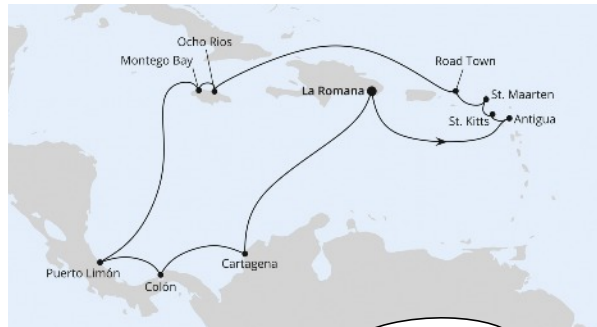 Ocho Rios
Montego Bay
Road Town
La Romana
St. Maarten
St. Kitts
Antigua
Puerto Limón
Colón
Cartagena